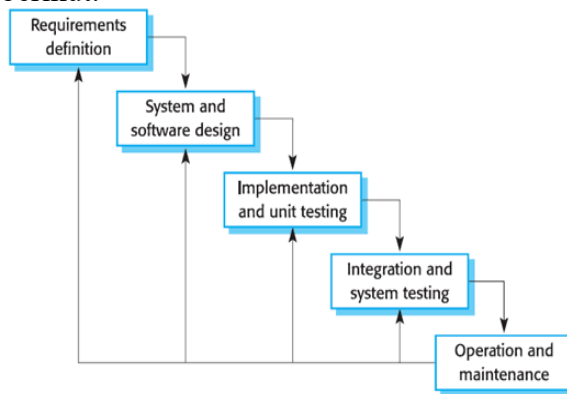 Requirements
definition
System and
software design
Implementation
and unit testing
Integration and
system testing
Operation and
maintenance